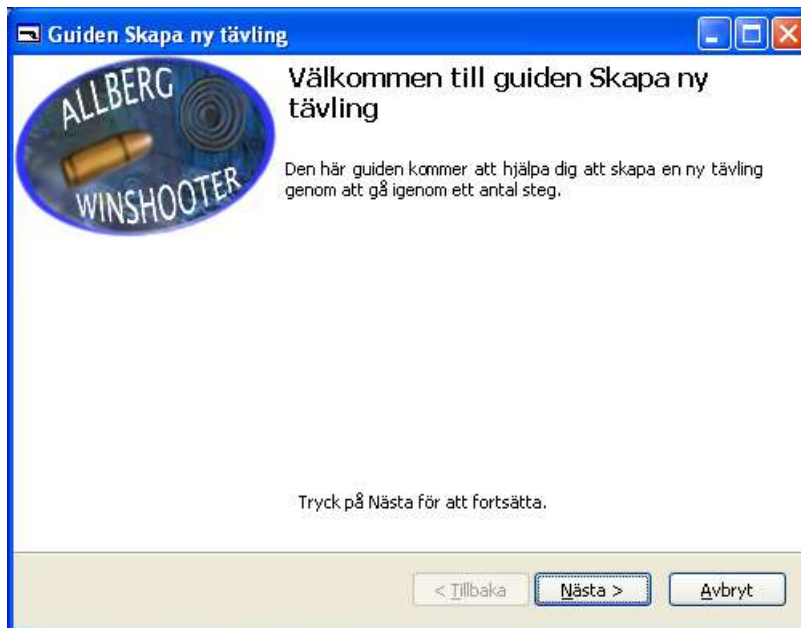 Guiden Skapa ny tävling
ALLBERG
WINSHOOTER
Välkommen till guiden Skapa ny
tävling
Den här guiden kommer att hjälpa dig att skapa en ny tävling
genom att gå igenom ett antal steg.
Tryck på Nästa för att fortsätta.
< Tillbaka
Nästa >
Avbryt